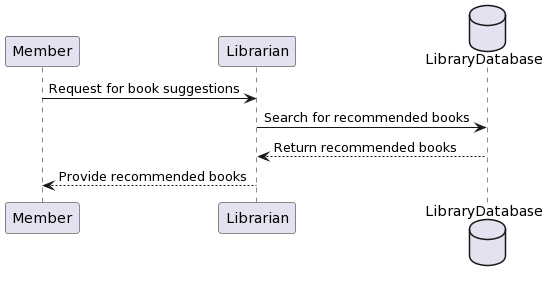 Member
Librarian
LibraryDatabase
Request for book suggestions
Search for recommended books
Return recommended books
Provide recommended books
Member
Librarian
LibraryDatabase